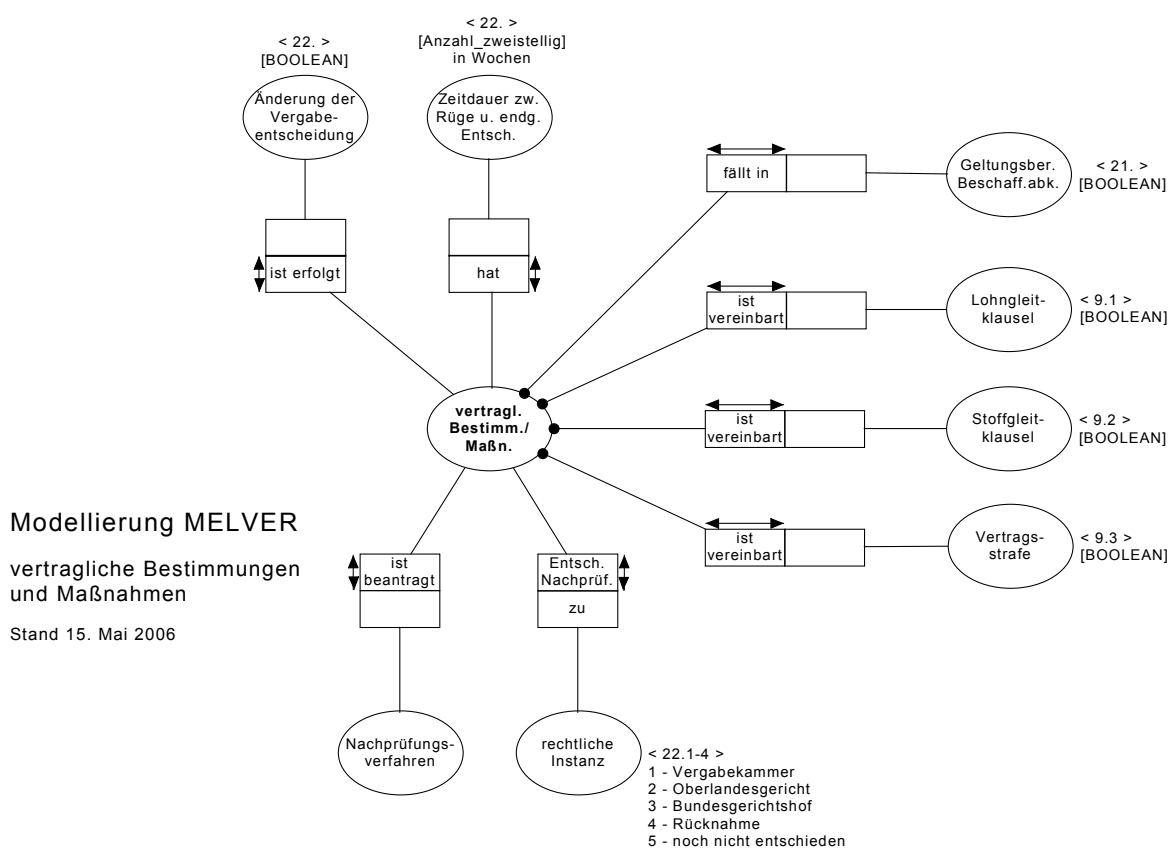 < 22. >
[BOOLEAN]
Änderung der
Vergabe-
entscheidung
< 22. >
[Anzahl_zweistellig]
in Wochen
Zeitdauer zw.
Rüge u. endg.
Entsch.
ist erfolgt
hat
fällt in
Geltungsber.
Beschaff.abk.
< 21. >
[BOOLEAN]
ist
vereinbart
Lohngleit-
klausel
< 9.1 >
[BOOLEAN]
vertragl.
Bestimm./
Maßn.
ist
vereinbart
Stoffgleit-
klausel
< 9.2 >
[BOOLEAN]
ist
vereinbart
Vertrags-
strafe
< 9.3 >
[BOOLEAN]
Modellierung MELVER
vertragliche Bestimmungen
und Maßnahmen
Stand 15. Mai 2006
ist
beantragt
Entsch.
Nachprüf.
zu
Nachprüfungs-
verfahren
rechtliche
Instanz
< 22.1-4 >
1 - Vergabekammer
2 - Oberlandesgericht
3 - Bundesgerichtshof
4 - Rücknahme
5 - noch nicht entschieden